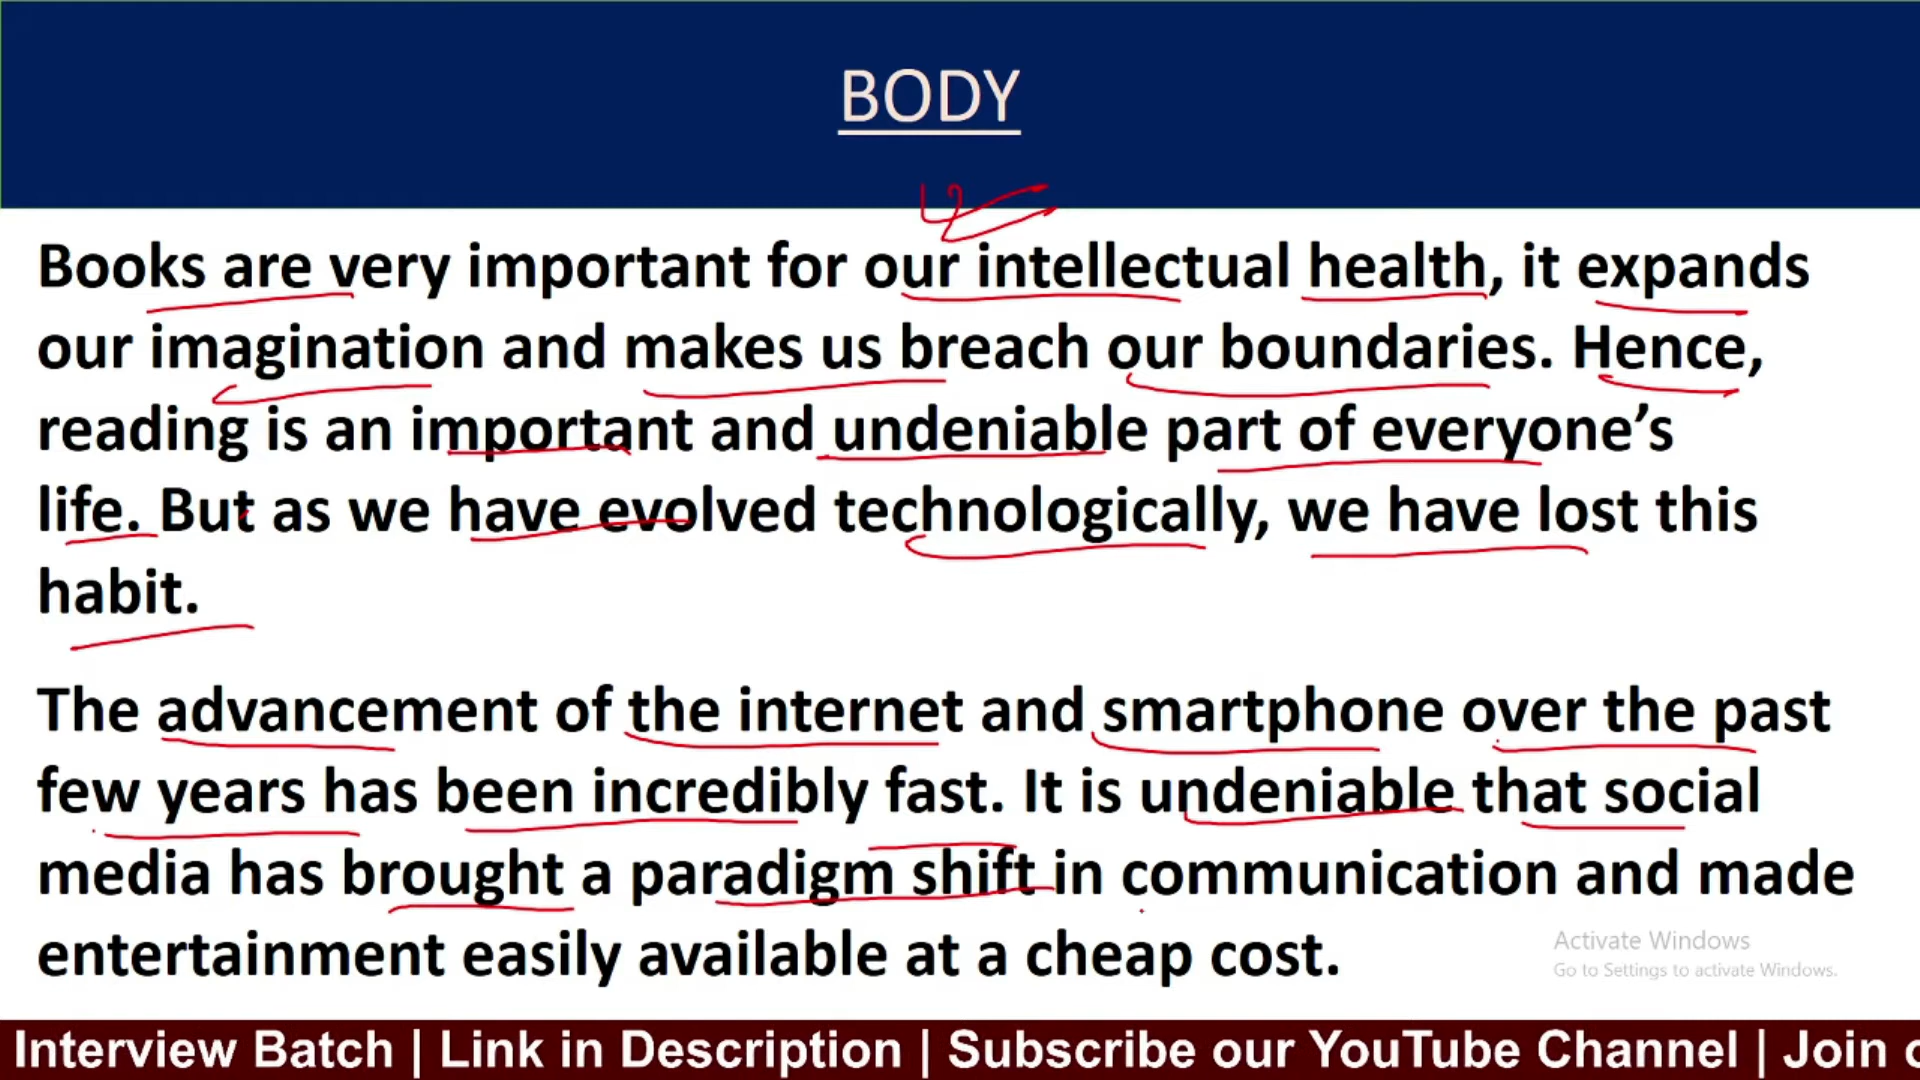 BODY
Books are very important for our intellectual health, it expands
our imagination and makes us breach our boundaries. Hence,
reading is an important and undeniable part of everyone’s
life. But as we have evolved technologically, we have lost this
habit.
The advancement of the internet and smartphone over the past
few years has been incredibly fast. It is undeniable that social
media has brought a paradigm shift in communication and made
entertainment easily available at a cheap cost.
Activate Windows
Go to Settings to activate Windows.
Interview Batch | Link in Description | Subscribe our YouTube Channel | Join